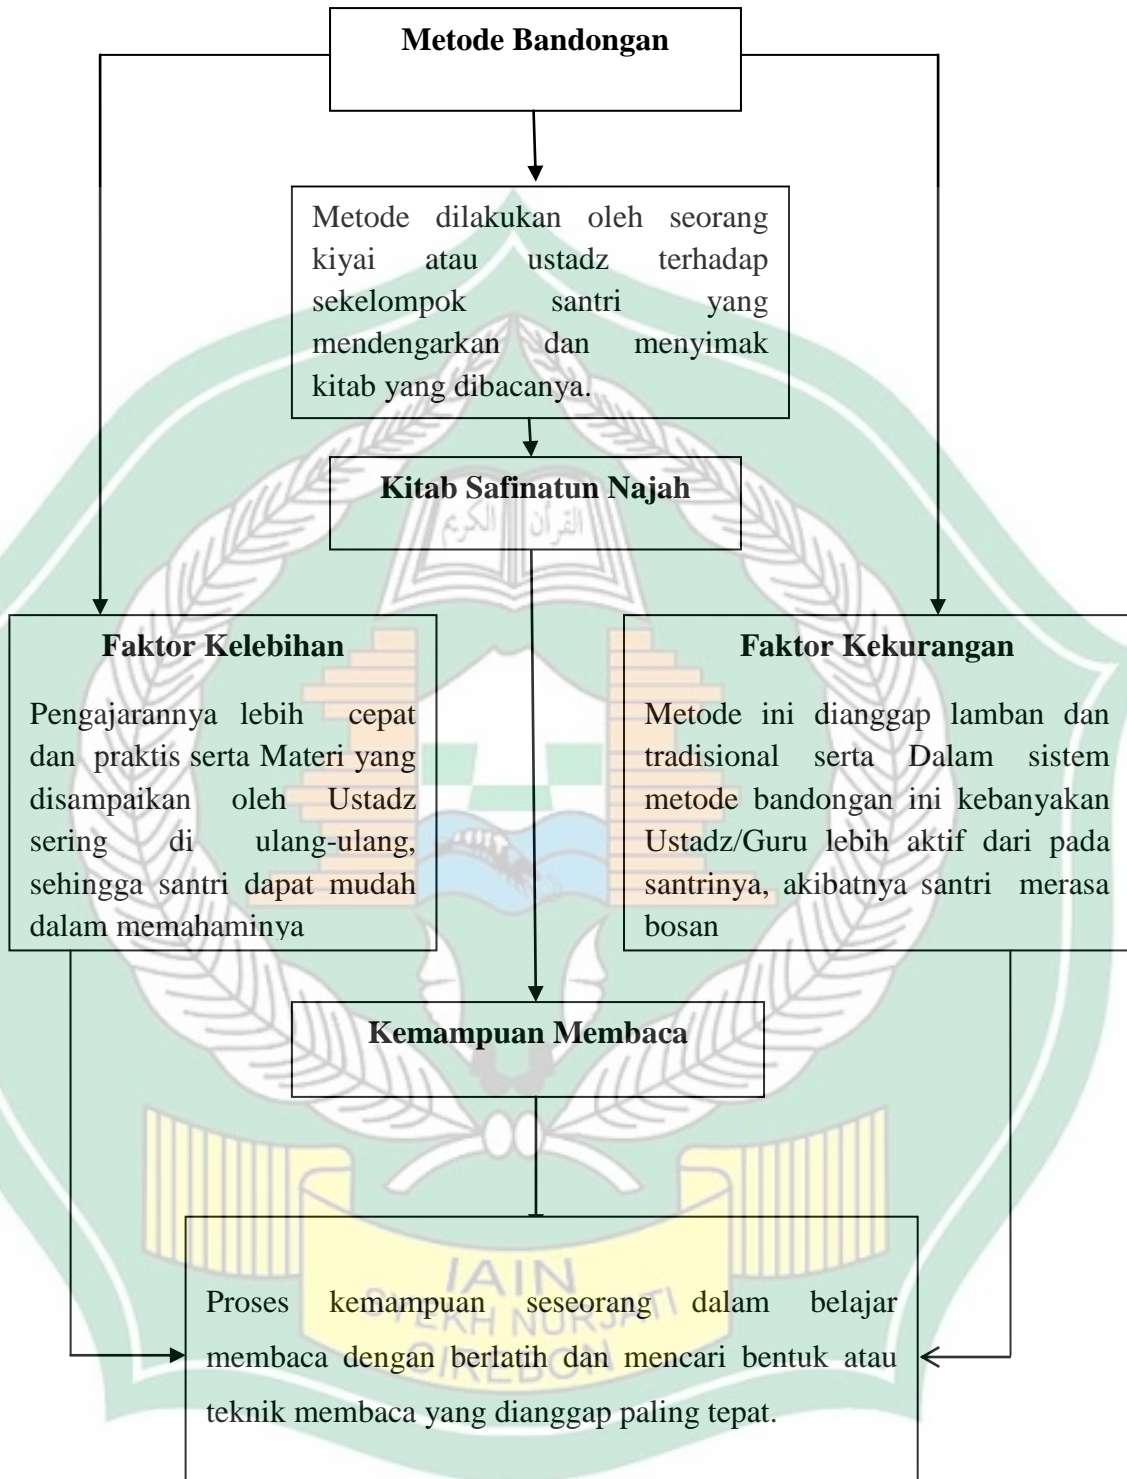 Metode Bandongan
Metode dilakukan oleh seorang
kiyai atau ustadz terhadap
sekelompok santri yang
mendengarkan dan menyimak
kitab yang dibacanya.
Kitab Safinatun Najah
القرآن الكريم
Faktor Kelebihan
Pengajarannya lebih cepat
dan praktis serta Materi yang
disampaikan oleh Ustadz
sering di ulang-ulang,
sehingga santri dapat mudah
dalam memahaminya
Faktor Kekurangan
Metode ini dianggap lamban dan
tradisional serta Dalam sistem
metode bandongan ini kebanyakan
Ustadz/Guru lebih aktif dari pada
santrinya, akibatnya santri merasa
bosan
Kemampuan Membaca
Proses kemampuan seseorang dalam belajar
membaca dengan berlatih dan mencari bentuk atau
teknik membaca yang dianggap paling tepat.
IAIN
SYEKH NURJATI
CIREBON